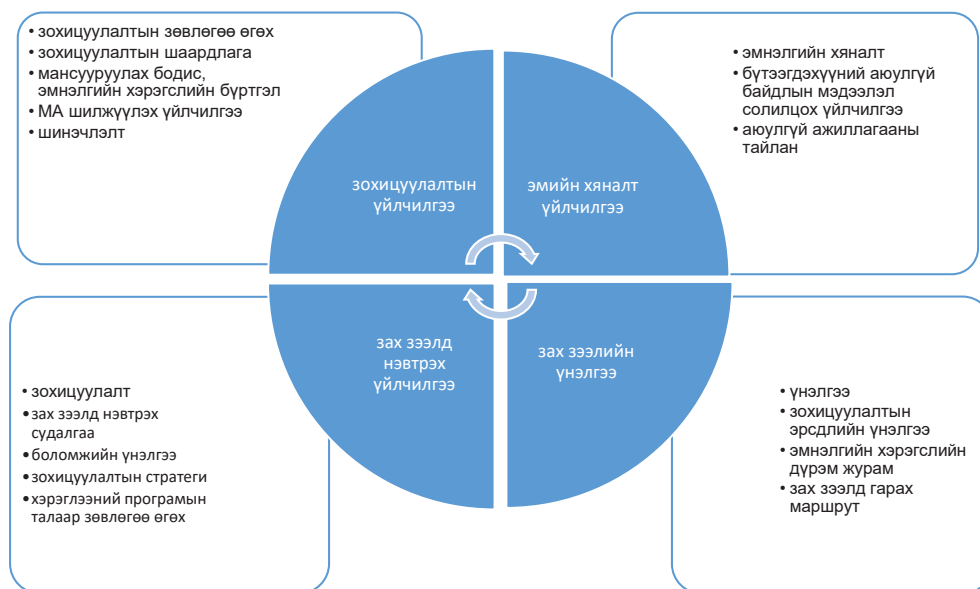 • зохицуулалтын зөвлөгөө өгөх
• зохицуулалтын шаардлага
• мансууруулах бодис,
эмнэлгийн хэрэгслийн бүртгэл
• МА шилжүүлэх үйлчилгээ
• шинэчлэлт
• эмнэлгийн хяналт
• бүтээгдэхүүний аюулгүй
байдлын мэдээлэл
солилцох үйлчилгээ
• аюулгүй ажиллагааны
тайлан
зохицуулалтын
үйлчилгээ
эмийн хяналт
үйлчилгээ
зах зээлд
нэвтрэх
үйлчилгээ
зах зээлийн
үнэлгээ
• зохицуулалт
• зах зээлд нэвтрэх
судалгаа
• боломжийн үнэлгээ
• зохицуулалтын стратеги
• хэрэглээний програмын
талаар зөвлөгөө өгөх
• үнэлгээ
• зохицуулалтын
эрсдлийн үнэлгээ
• эмнэлгийн хэрэгслийн
дүрэм журам
• зах зээлд гарах
маршрут